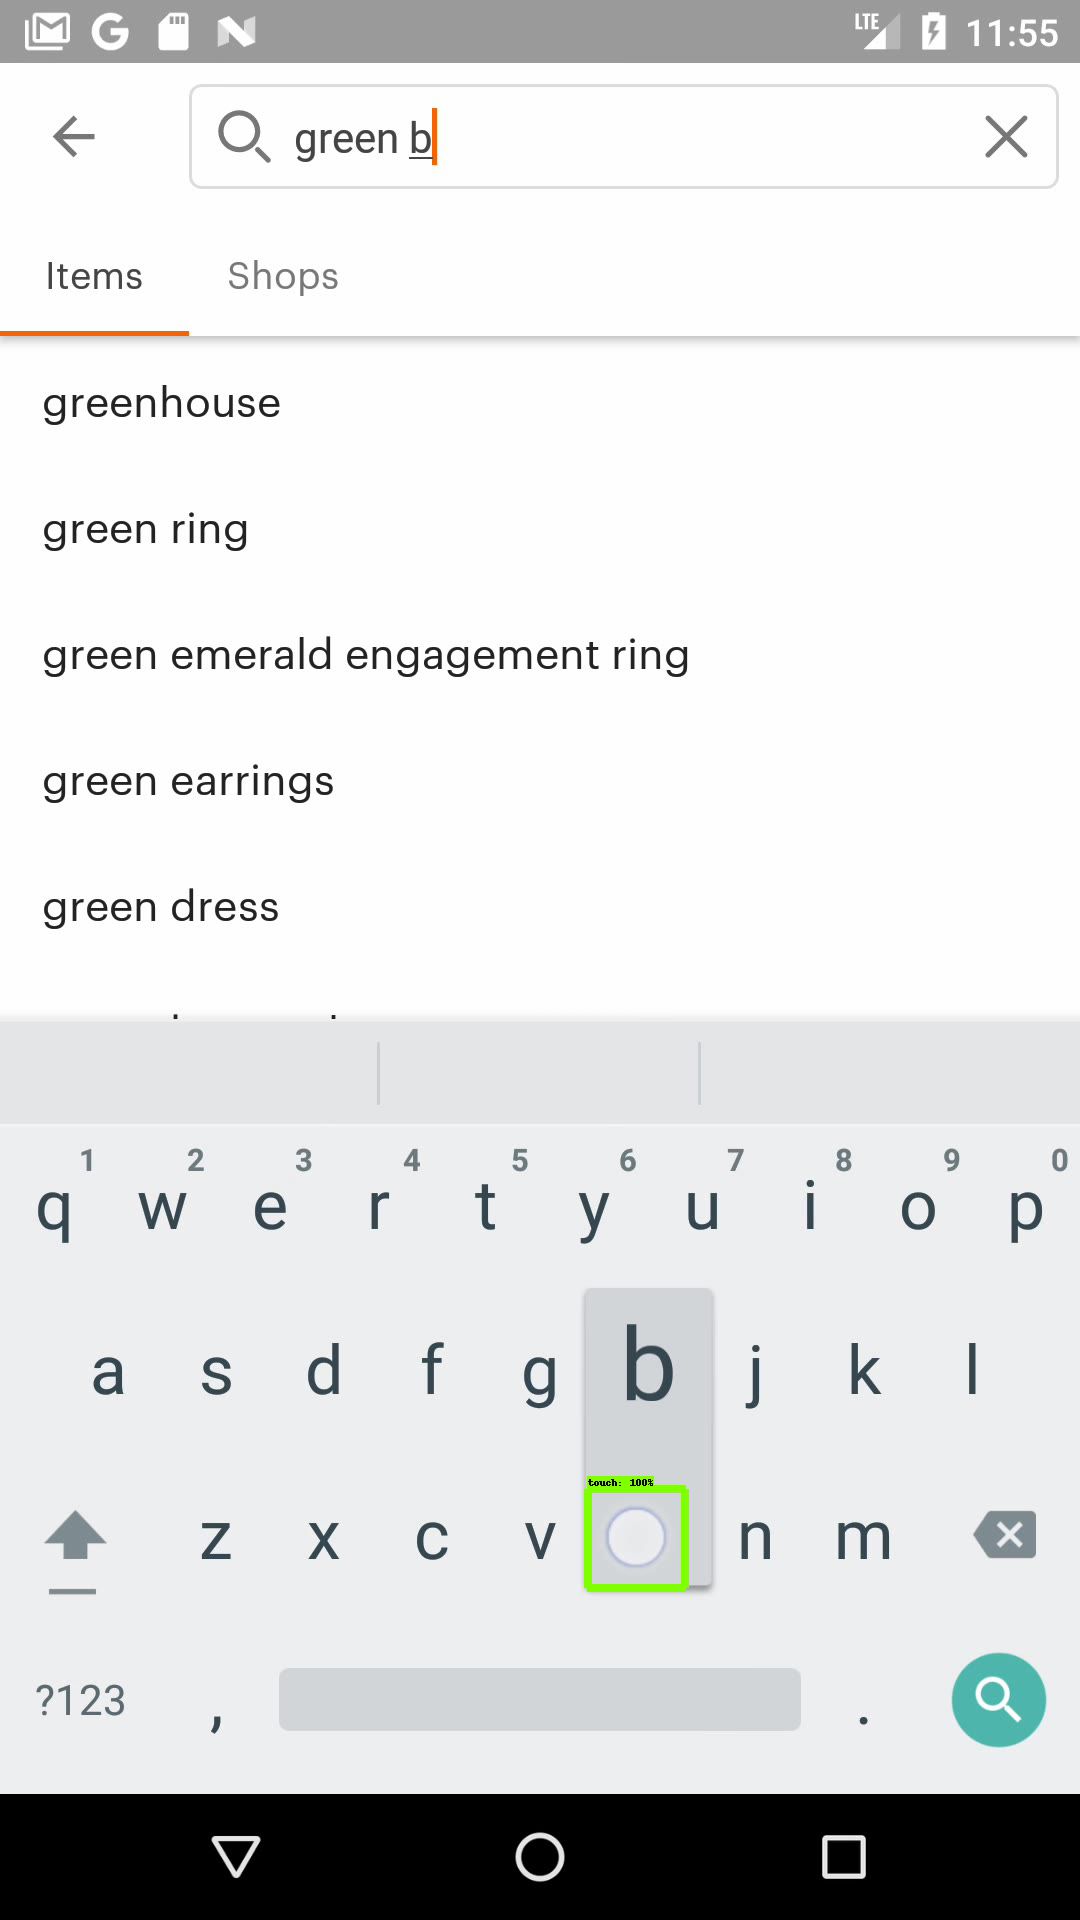 LTE 11:55
green b
Items Shops
greenhouse
green ring
green emerald engagement ring
green earrings
green dress
1 2 3 4 5 6 7 8 9 0
q w e r t y u i o p
a s d f g b j k l
touch: 100%
z x c v n m
?123 , .